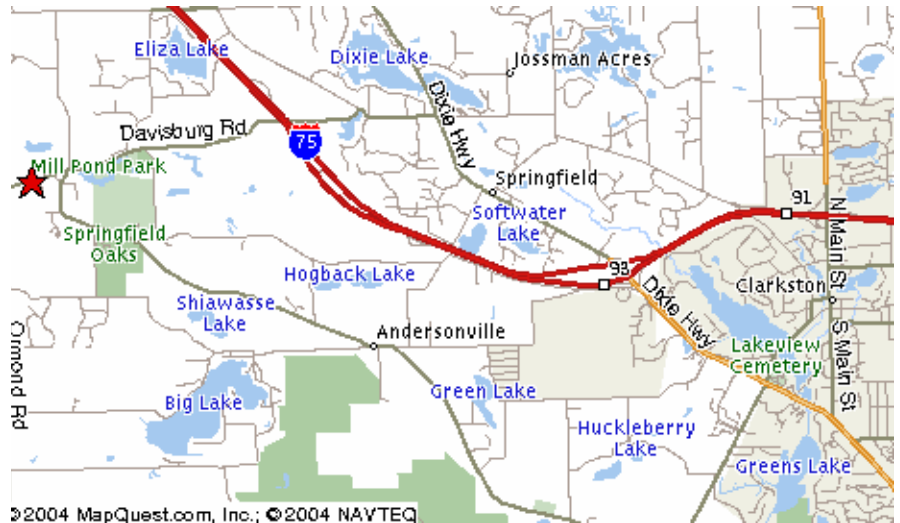 Eliza Lake
Dixie Lake
Jossman Acres
Dixie Hwy
Davisburg Rd
75
Mill Pond Park
Springfield
91
N Main St
Softwater
Lake
Springfield
Oaks
Hogback Lake
93
Dixie Hwy
Clarkston
Shiawasse
Lake
Andersonville
S Main St
Lakeview
Cemetery
Ormond Rd
Big Lake
Green Lake
Huckleberry
Lake
Greens Lake
©2004 MapQuest.com, Inc.; ©2004 NAVTEQ